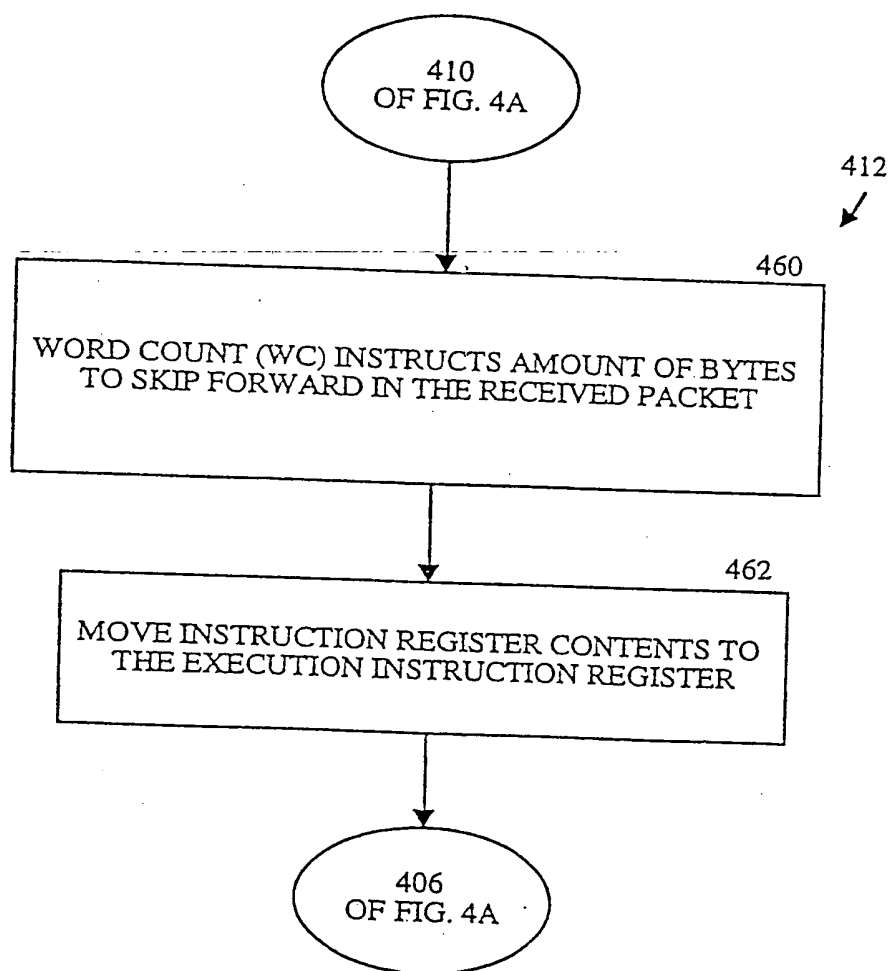 410
OF FIG. 4A
412
460
WORD COUNT (WC) INSTRUCTS AMOUNT OF BYTES
TO SKIP FORWARD IN THE RECEIVED PACKET
462
MOVE INSTRUCTION REGISTER CONTENTS TO
THE EXECUTION INSTRUCTION REGISTER
406
OF FIG. 4A